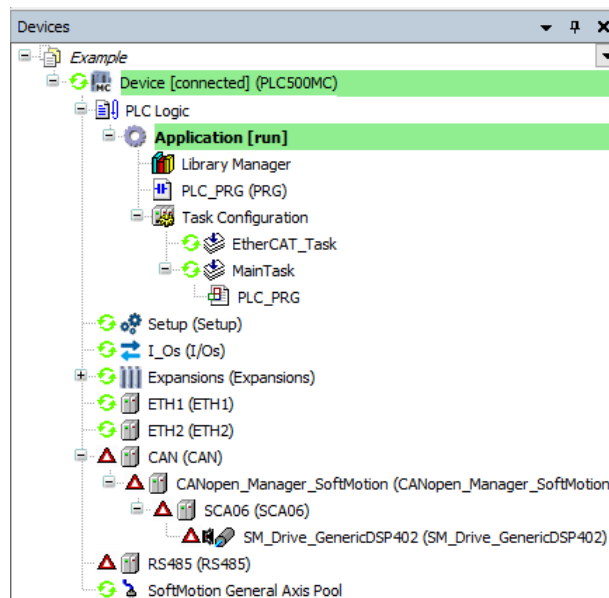 Devices
Example
Device [connected] (PLC500MC)
PLC Logic
Application [run]
Library Manager
PLC_PRG (PRG)
Task Configuration
EtherCAT_Task
MainTask
PLC_PRG
Setup (Setup)
I_Os (I/Os)
Expansions (Expansions)
ETH1 (ETH1)
ETH2 (ETH2)
CAN (CAN)
CANopen_Manager_SoftMotion (CANopen_Manager_SoftMotion
SCA06 (SCA06)
SM_Drive_GenericDSP402 (SM_Drive_GenericDSP402)
RS485 (RS485)
SoftMotion General Axis Pool